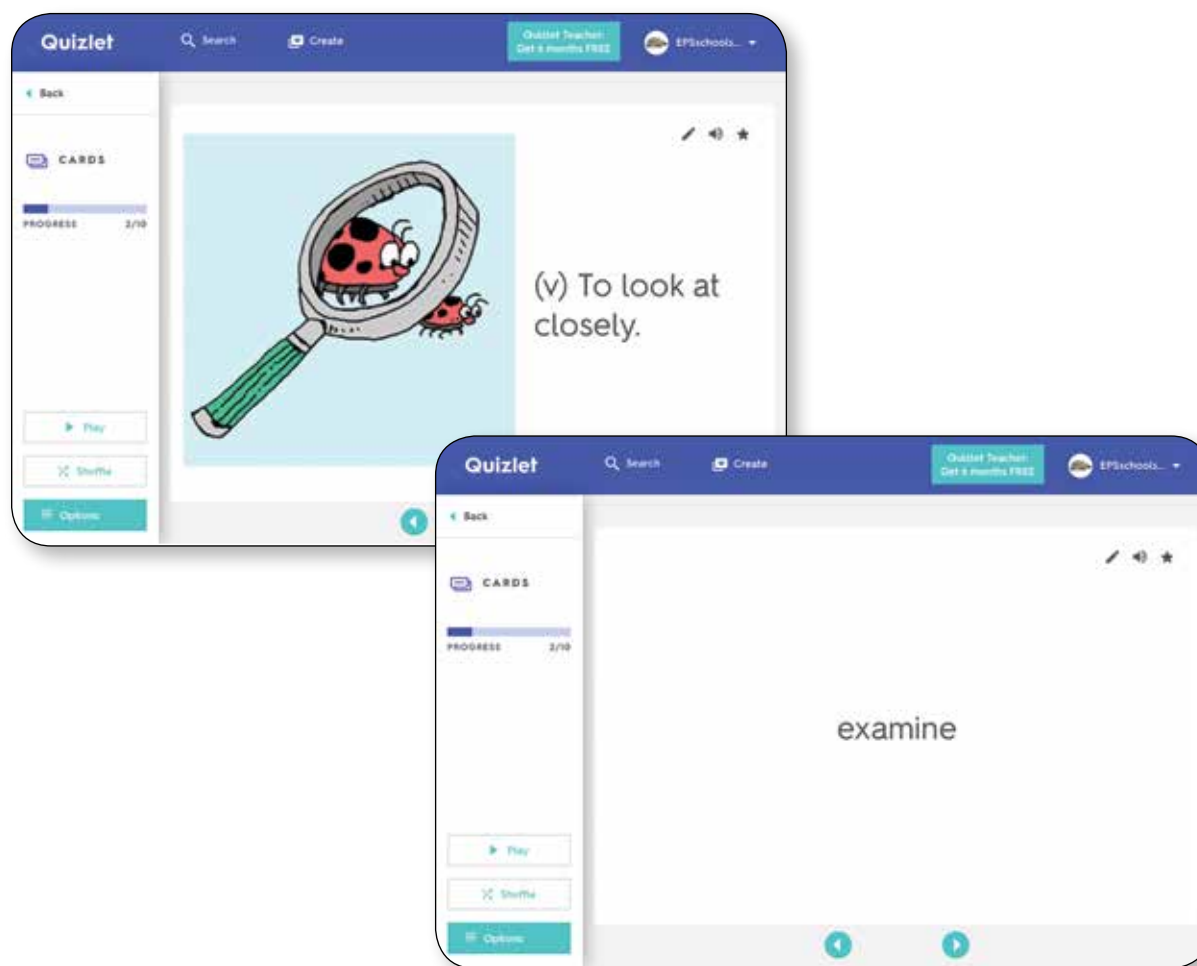 Quizlet
Search
Create
Quizlet Teacher:
Get 6 months FREE
EPSschools...
Back
CARDS
PROGRESS 2/10
(v) To look at
closely.
Play
Shuffle
Options
Quizlet
Search
Create
Quizlet Teacher:
Get 6 months FREE
EPSschools...
Back
CARDS
PROGRESS 2/10
examine
Play
Shuffle
Options